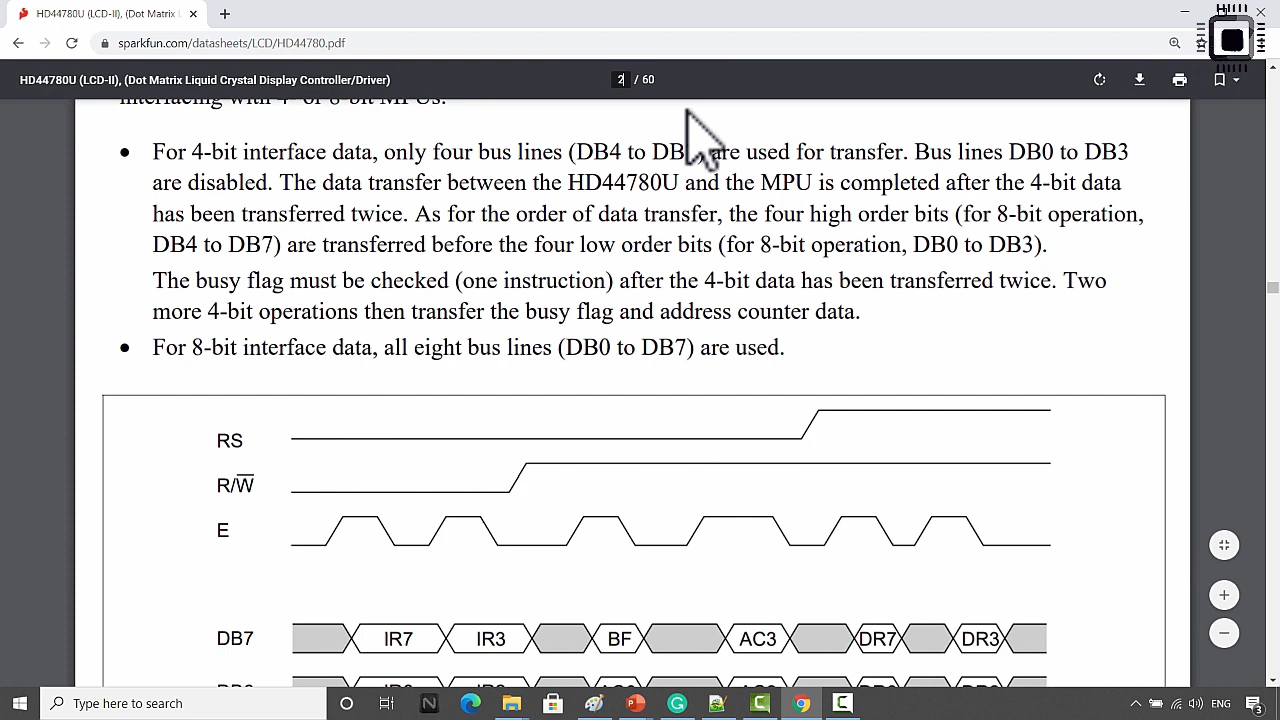 HD44780U (LCD-II), (Dot Matrix L
sparkfun.com/datasheets/LCD/HD44780.pdf
HD44780U (LCD-II), (Dot Matrix Liquid Crystal Display Controller/Driver)
2 / 60
interfacing with 4- or 8-bit MPUs.
• For 4-bit interface data, only four bus lines (DB4 to DB are used for transfer. Bus lines DB0 to DB3
are disabled. The data transfer between the HD44780U and the MPU is completed after the 4-bit data
has been transferred twice. As for the order of data transfer, the four high order bits (for 8-bit operation,
DB4 to DB7) are transferred before the four low order bits (for 8-bit operation, DB0 to DB3).
The busy flag must be checked (one instruction) after the 4-bit data has been transferred twice. Two
more 4-bit operations then transfer the busy flag and address counter data.
• For 8-bit interface data, all eight bus lines (DB0 to DB7) are used.
RS
R/W̅
E
DB7 IR7 IR3 BF AC3 DR7 DR3
Type here to search
ENG
3